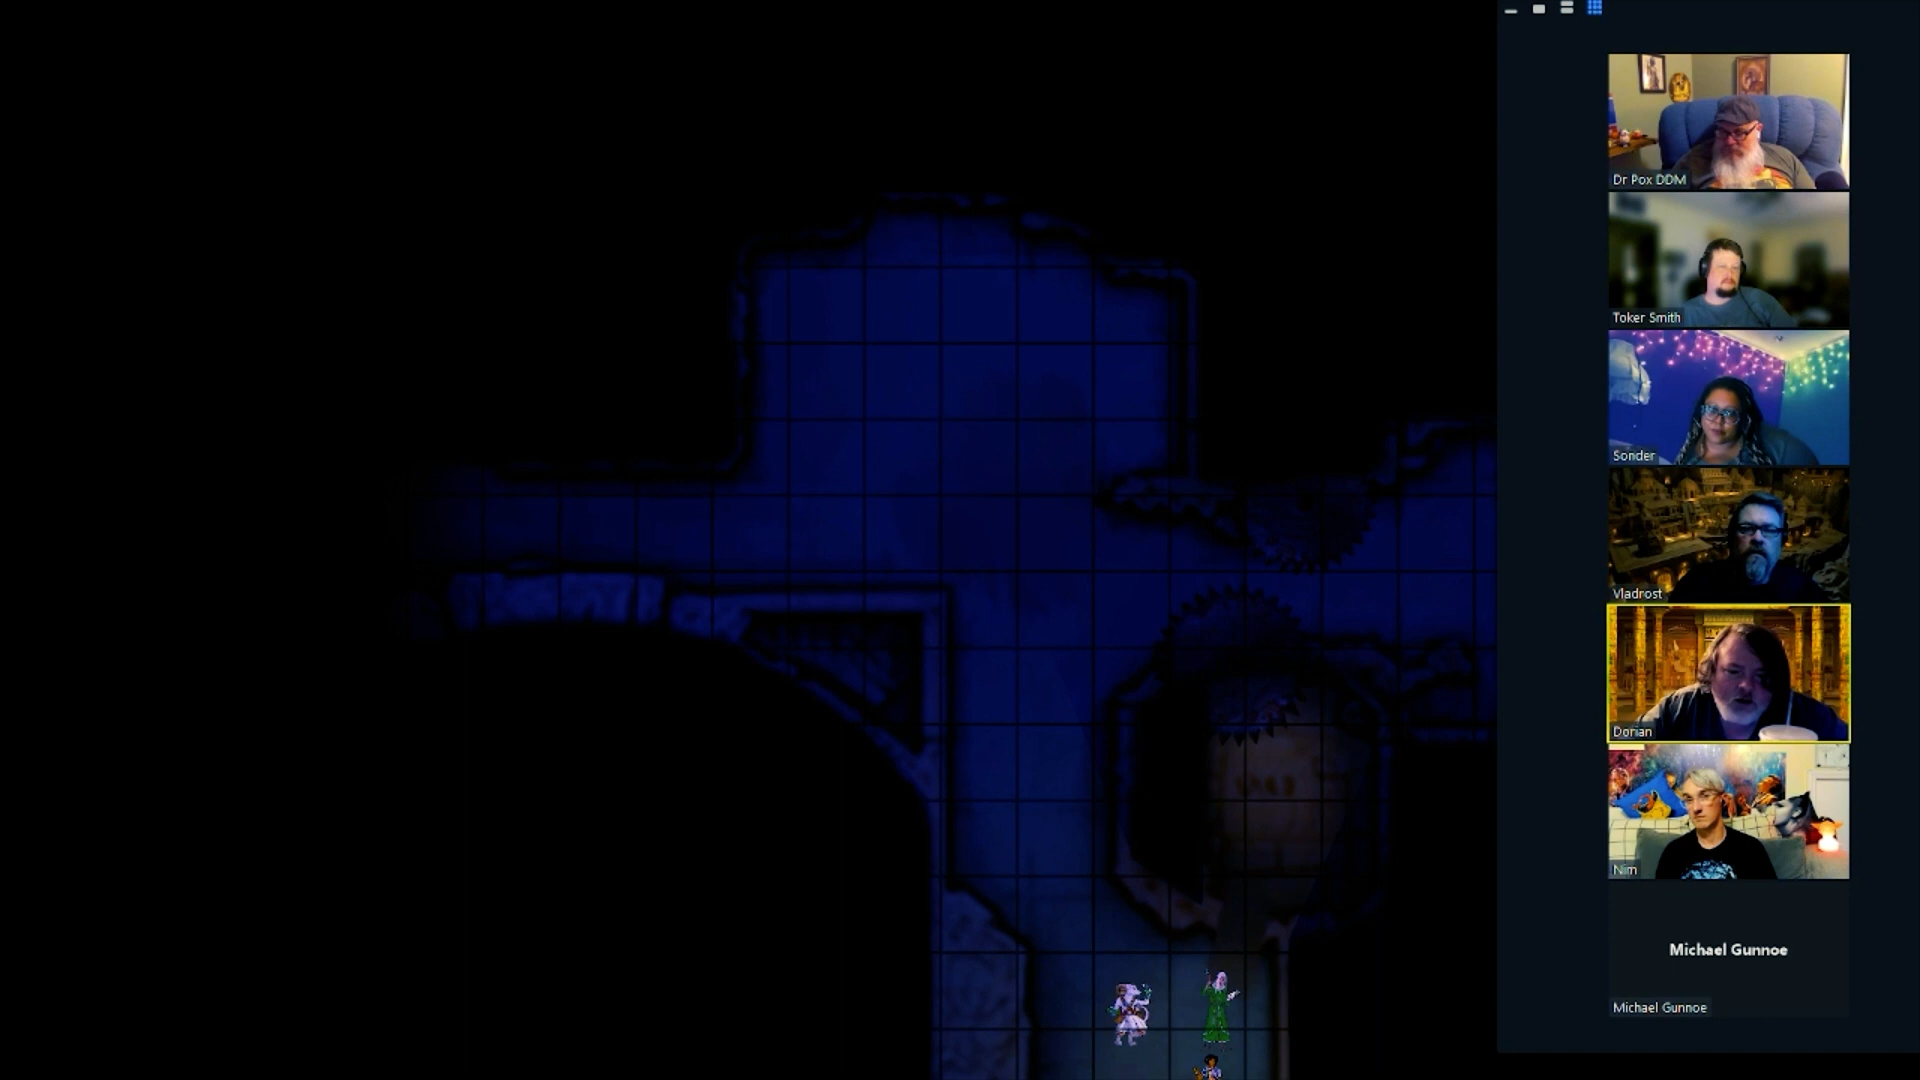 Dr Pox DDM
Toker Smith
Sonder
Vladrost
Dorian
Nim
Michael Gunnoe
Michael Gunnoe